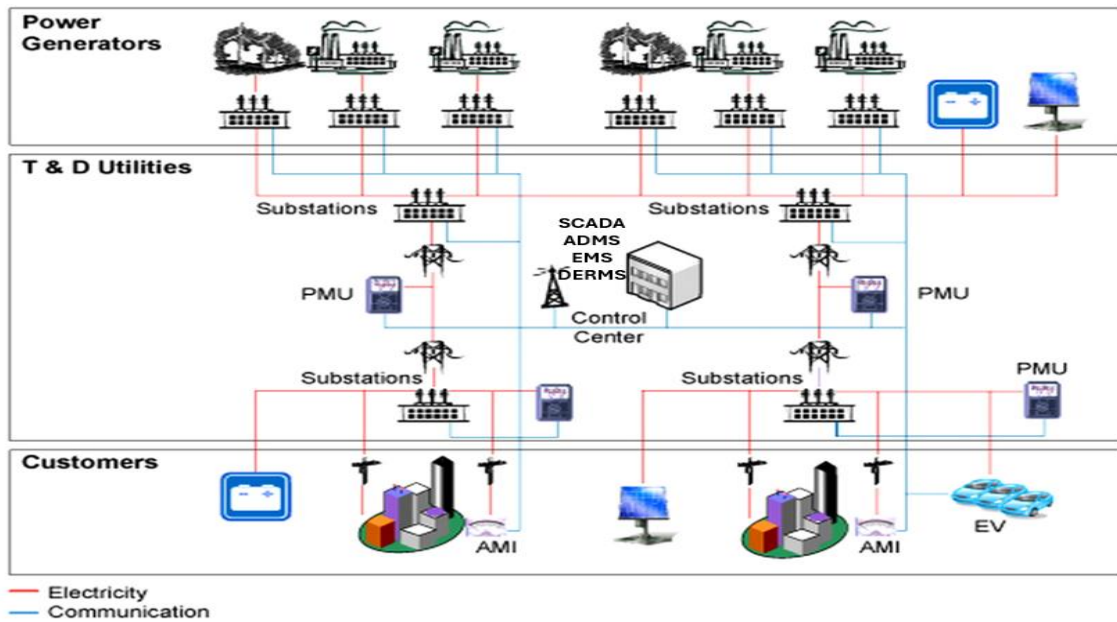 Power
Generators
T & D Utilities
Substations
Substations
SCADA
ADMS
EMS
DERMS
PMU
PMU
Control
Center
Substations
Substations
PMU
Customers
AMI
AMI
EV
Electricity
Communication